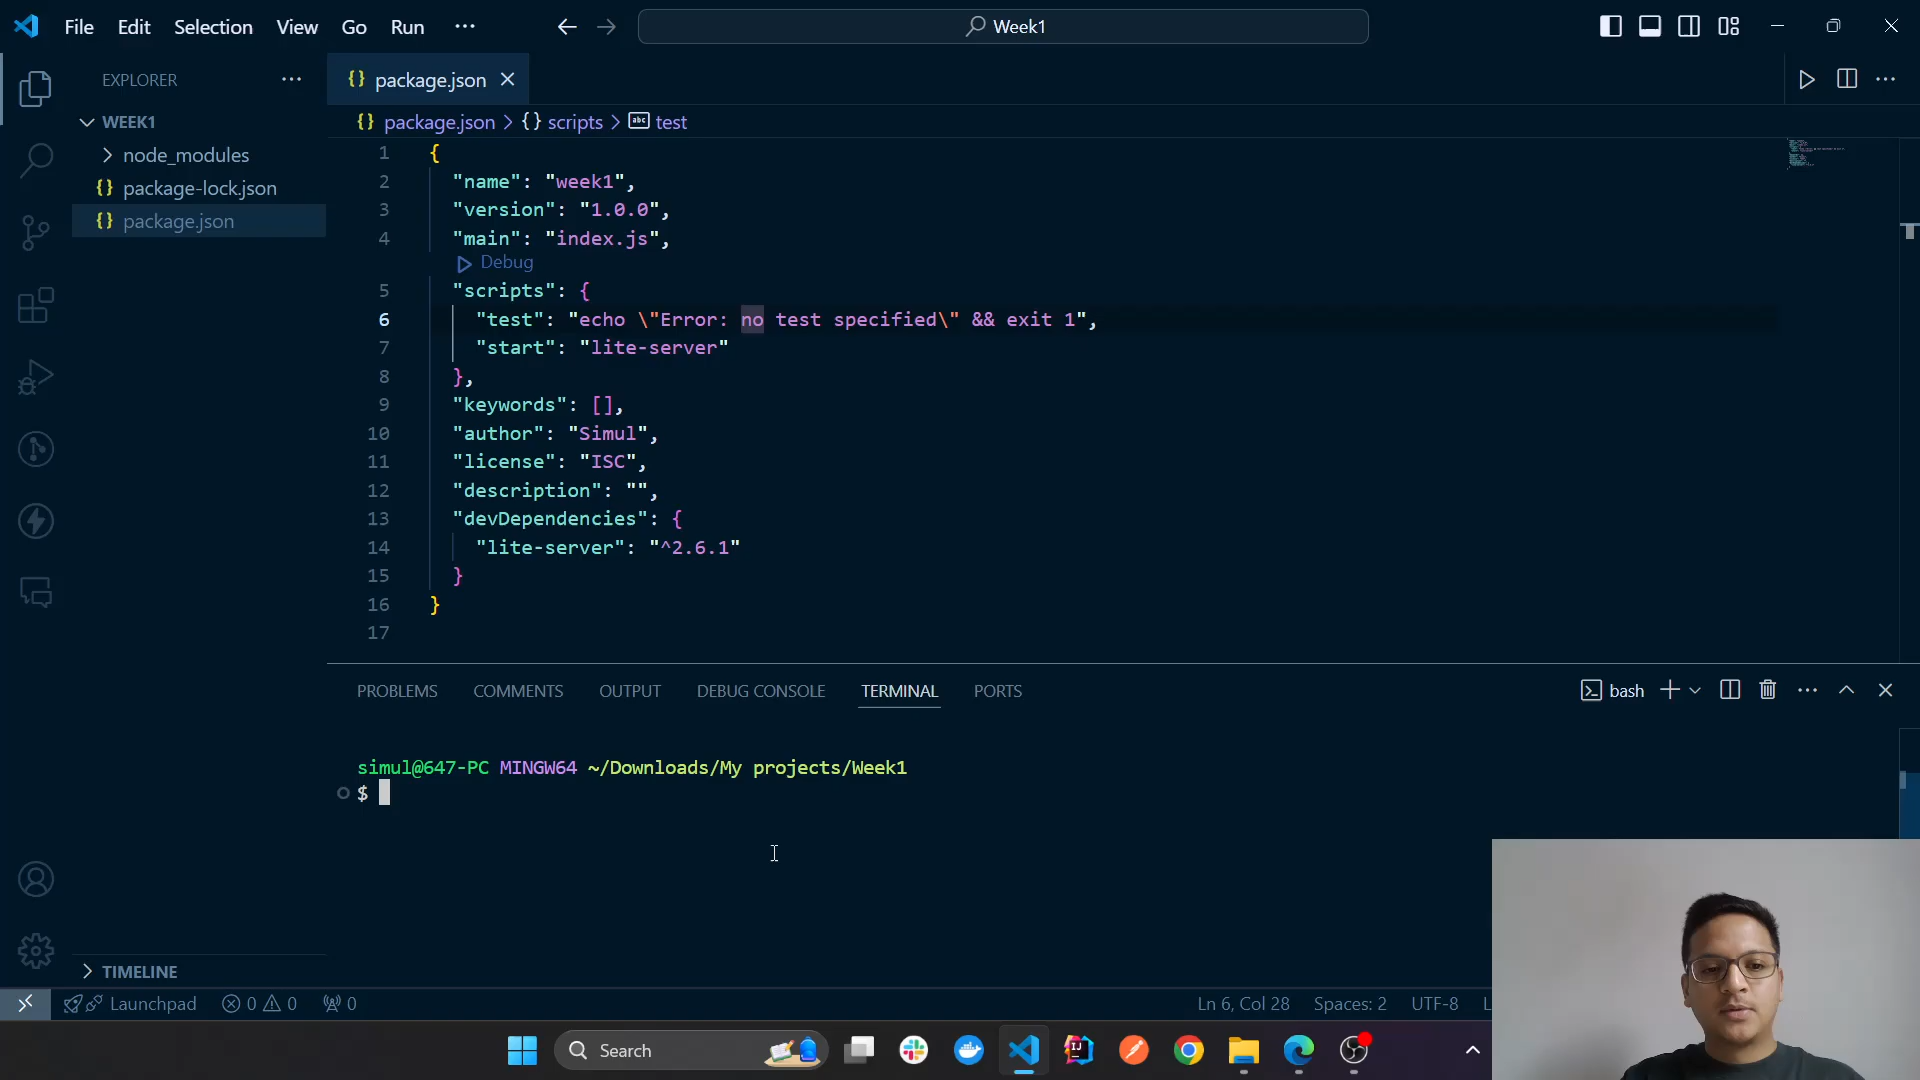 File Edit Selection View Go Run
Week1
EXPLORER
WEEK1
node_modules
package-lock.json
package.json
package.json
package.json > {} scripts > abc test
1 {
2 "name": "week1",
3 "version": "1.0.0",
4 "main": "index.js",
Debug
5 "scripts": {
6 "test": "echo \"Error: no test specified\" && exit 1",
7 "start": "lite-server"
8 },
9 "keywords": [],
10 "author": "Simul",
11 "license": "ISC",
12 "description": "",
13 "devDependencies": {
14 "lite-server": "^2.6.1"
15 }
16 }
17
PROBLEMS COMMENTS OUTPUT DEBUG CONSOLE TERMINAL PORTS
bash
simul@647-PC MINGW64 ~/Downloads/My projects/Week1
$
TIMELINE
Launchpad 0 0 0
Ln 6, Col 28 Spaces: 2 UTF-8 L
Search